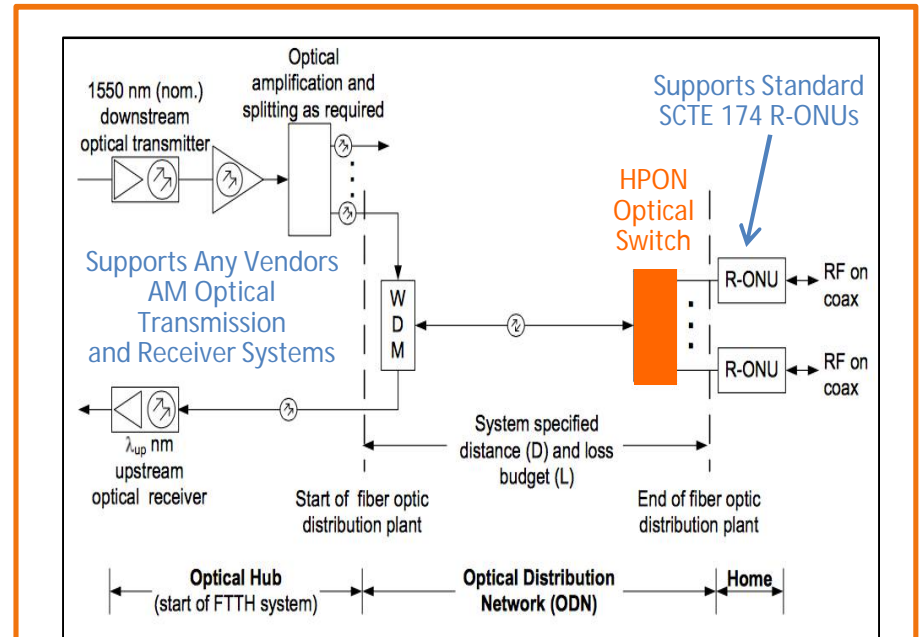 Optical
amplification and
splitting as required
1550 nm (nom.)
downstream
optical transmitter
Supports Standard
SCTE 174 R-ONUs
HPON
Optical
Switch
Supports Any Vendors
AM Optical
Transmission
and Receiver Systems
W
D
M
R-ONU
RF on
coax
R-ONU
RF on
coax
λup nm
upstream
optical receiver
System specified
distance (D) and loss
budget (L)
Start of fiber optic
distribution plant
End of fiber optic
distribution plant
Optical Hub
(start of FTTH system)
Optical Distribution
Network (ODN)
Home